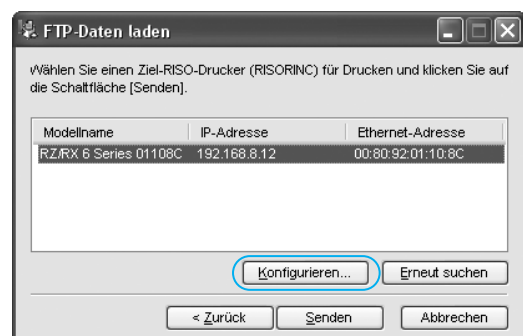 FTP-Daten laden
Wählen Sie einen Ziel-RISO-Drucker (RISORINC) für Drucken und klicken Sie auf
die Schaltfläche [Senden].
Modellname IP-Adresse Ethernet-Adresse
RZ/RX 6 Series 01108C 192.168.8.12 00:80:92:01:10:8C
Konfigurieren... Erneut suchen
< Zurück Senden Abbrechen